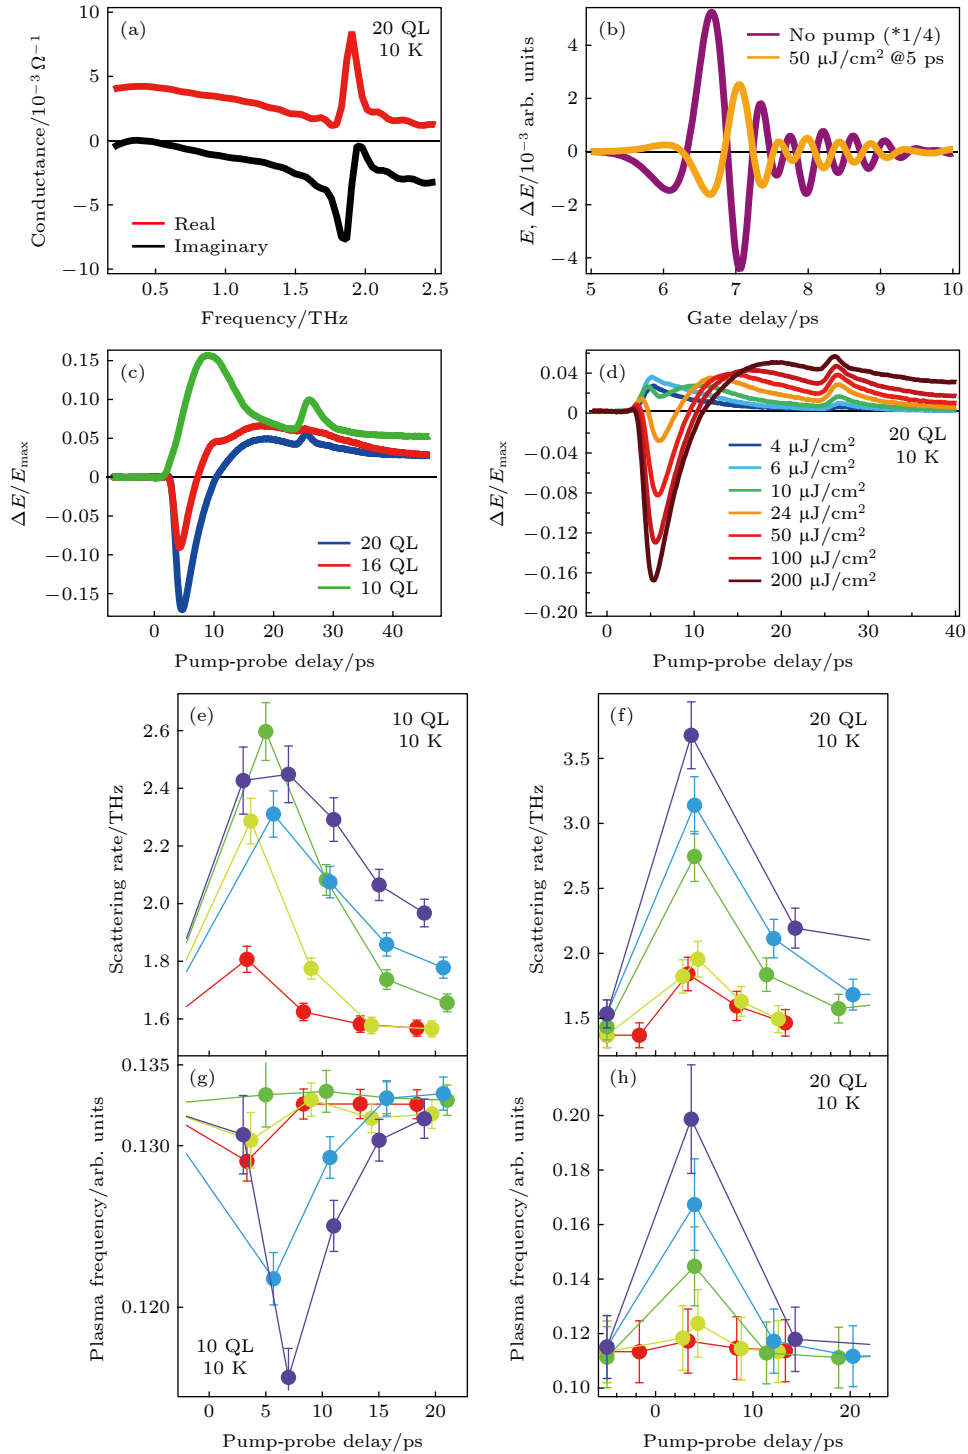 (a)
20 QL
10 K
10
5
0
−5
−10
Conductance/10⁻³ Ω⁻¹
Real
Imaginary
0.5
1.0
1.5
2.0
2.5
Frequency/THz
(b)
No pump (*1/4)
50 μJ/cm² @5 ps
4
2
0
−2
−4
E, ΔE/10⁻³ arb. units
5
6
7
8
9
10
Gate delay/ps
(c)
0.15
0.10
0.05
0
−0.05
−0.10
−0.15
ΔE/Emax
20 QL
16 QL
10 QL
0
10
20
30
40
Pump-probe delay/ps
(d)
0.04
0
−0.04
−0.08
−0.12
−0.16
−0.20
ΔE/Emax
20 QL
10 K
4 μJ/cm²
6 μJ/cm²
10 μJ/cm²
24 μJ/cm²
50 μJ/cm²
100 μJ/cm²
200 μJ/cm²
0
10
20
30
40
Pump-probe delay/ps
(e)
10 QL
10 K
2.6
2.4
2.2
2.0
1.8
1.6
Scattering rate/THz
(f)
20 QL
10 K
3.5
3.0
2.5
2.0
1.5
Scattering rate/THz
(g)
0.135
0.130
0.120
Plasma frequency/arb. units
10 QL
10 K
0
5
10
15
20
Pump-probe delay/ps
(h)
20 QL
10 K
0.20
0.18
0.16
0.14
0.12
0.10
Plasma frequency/arb. units
0
10
20
Pump-probe delay/ps